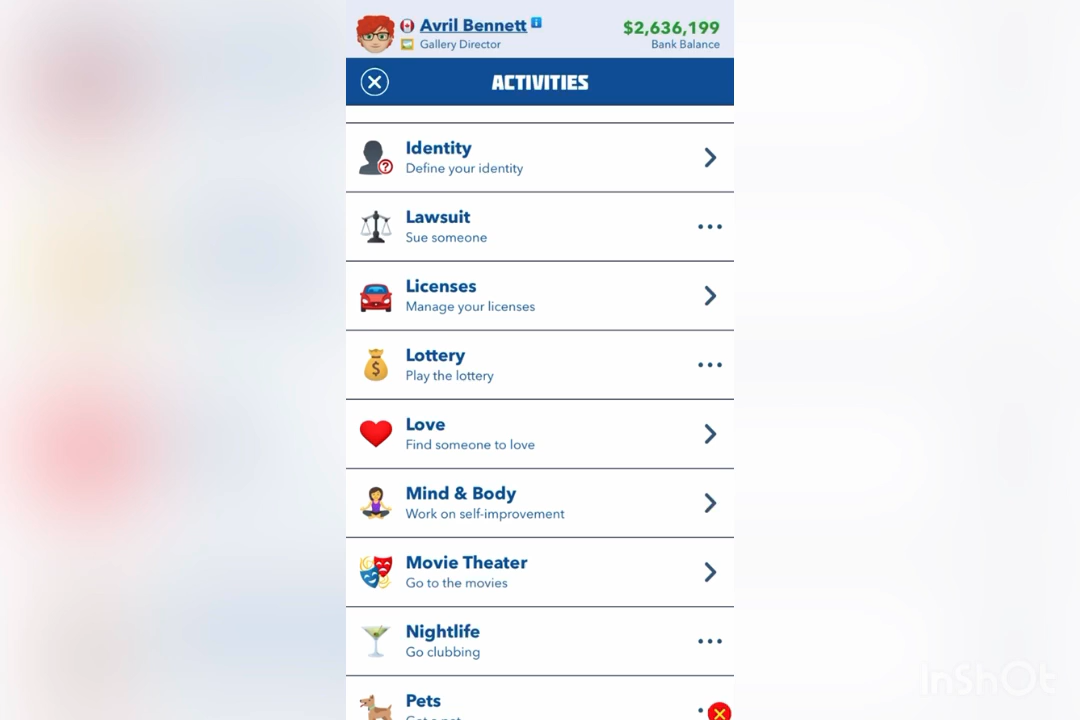 Avril Bennett
$2,636,199
Gallery Director
Bank Balance
ACTIVITIES
Identity
Define your identity
Lawsuit
Sue someone
Licenses
Manage your licenses
Lottery
Play the lottery
Love
Find someone to love
Mind & Body
Work on self-improvement
Movie Theater
Go to the movies
Nightlife
Go clubbing
Pets
InShOt